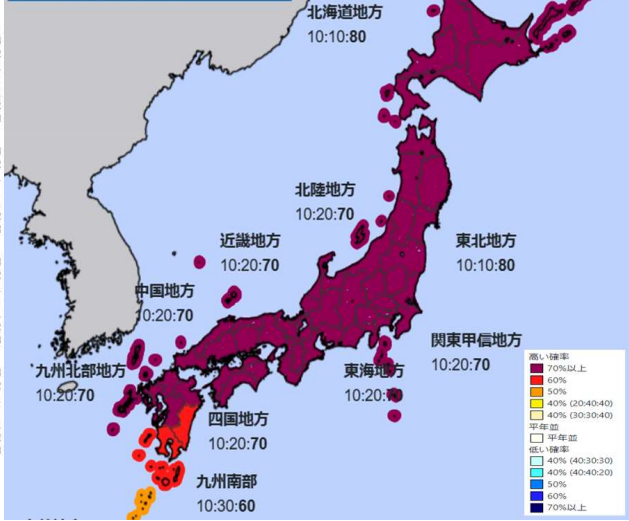 北海道地方
10:10:80
北陸地方
10:20:70
近畿地方
10:20:70
東北地方
10:10:80
中国地方
10:20:70
関東甲信地方
10:20:70
九州北部地方
10:20:70
東海地方
10:20:
四国地方
10:20:70
九州南部
10:30:60
高い確率
70%以上
60%
50%
40% (20:40:40)
40% (30:30:40)
平年並
平年並
低い確率
40% (40:30:30)
40% (40:40:20)
50%
60%
70%以上